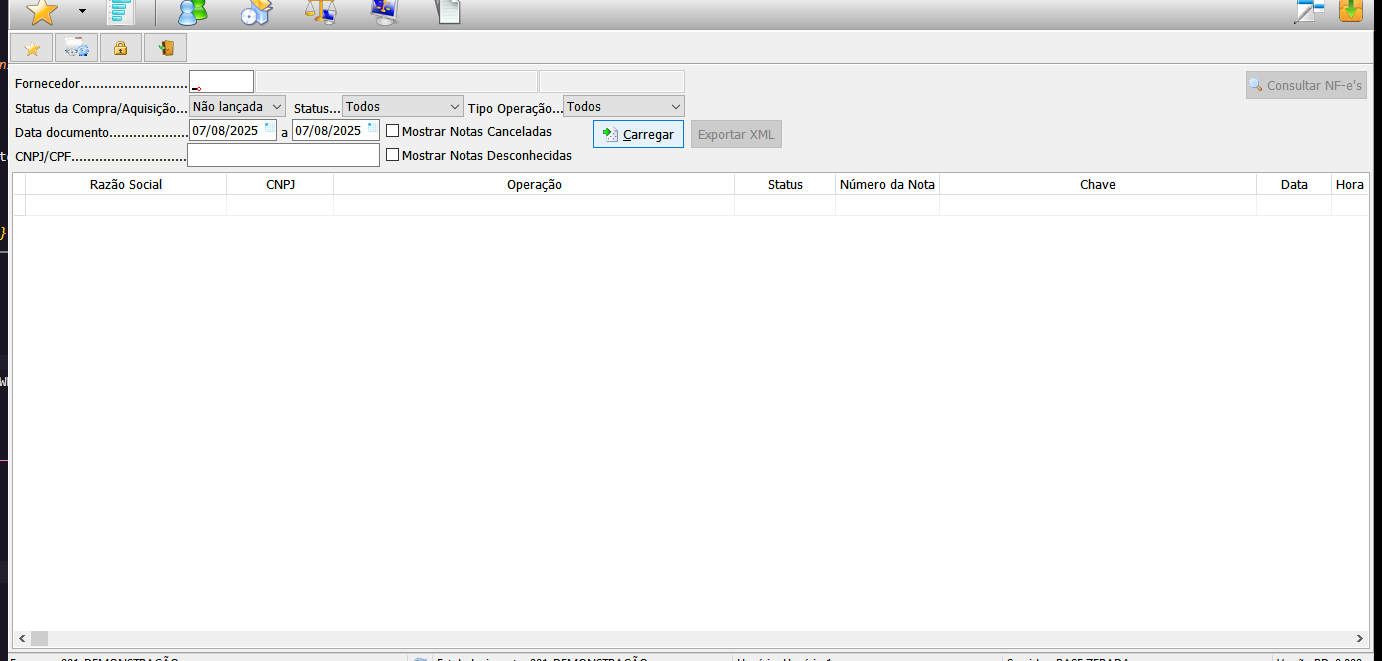 Fornecedor...........................
Consultar NF-e's
Status da Compra/Aquisição... Não lançada Status... Todos Tipo Operação... Todos
Data documento................... 07/08/2025 a 07/08/2025 Mostrar Notas Canceladas Carregar Exportar XML
CNPJ/CPF............................ Mostrar Notas Desconhecidas
Razão Social CNPJ Operação Status Número da Nota Chave Data Hora